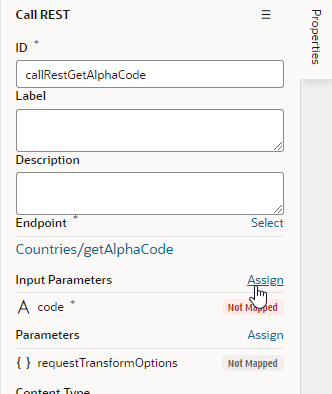 Call REST
Properties
ID *
callRestGetAlphaCode
Label
Description
Endpoint * Select
Countries/getAlphaCode
Input Parameters Assign
A code * Not Mapped
Parameters Assign
{ } requestTransformOptions Not Mapped
Content Type